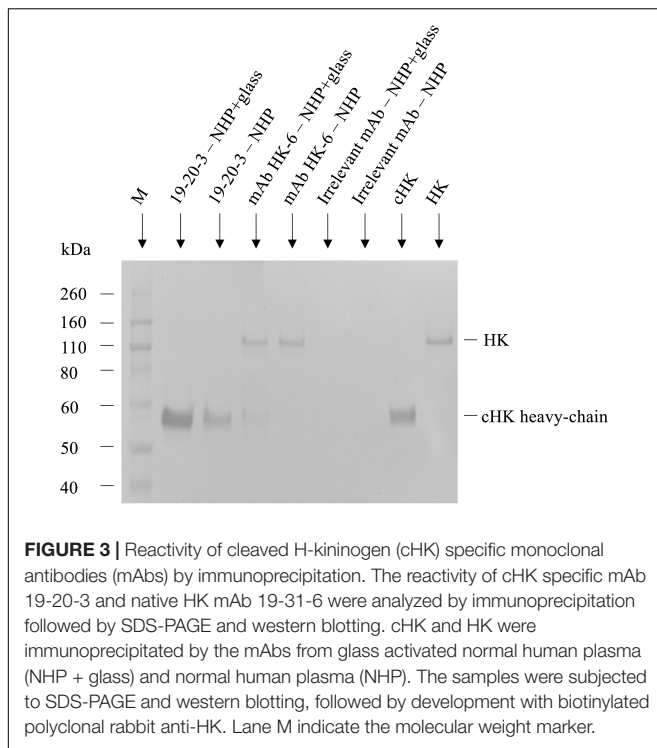 M
19-20-3 – NHP+glass
19-20-3 – NHP
mAb HK-6 – NHP+glass
mAb HK-6 – NHP
Irrelevant mAb – NHP+glass
Irrelevant mAb – NHP
cHK
HK
kDa
260
160
110
80
60
50
40
HK
cHK heavy-chain
FIGURE 3 | Reactivity of cleaved H-kininogen (cHK) specific monoclonal
antibodies (mAbs) by immunoprecipitation. The reactivity of cHK specific mAb
19-20-3 and native HK mAb 19-31-6 were analyzed by immunoprecipitation
followed by SDS-PAGE and western blotting. cHK and HK were
immunoprecipitated by the mAbs from glass activated normal human plasma
(NHP + glass) and normal human plasma (NHP). The samples were subjected
to SDS-PAGE and western blotting, followed by development with biotinylated
polyclonal rabbit anti-HK. Lane M indicate the molecular weight marker.